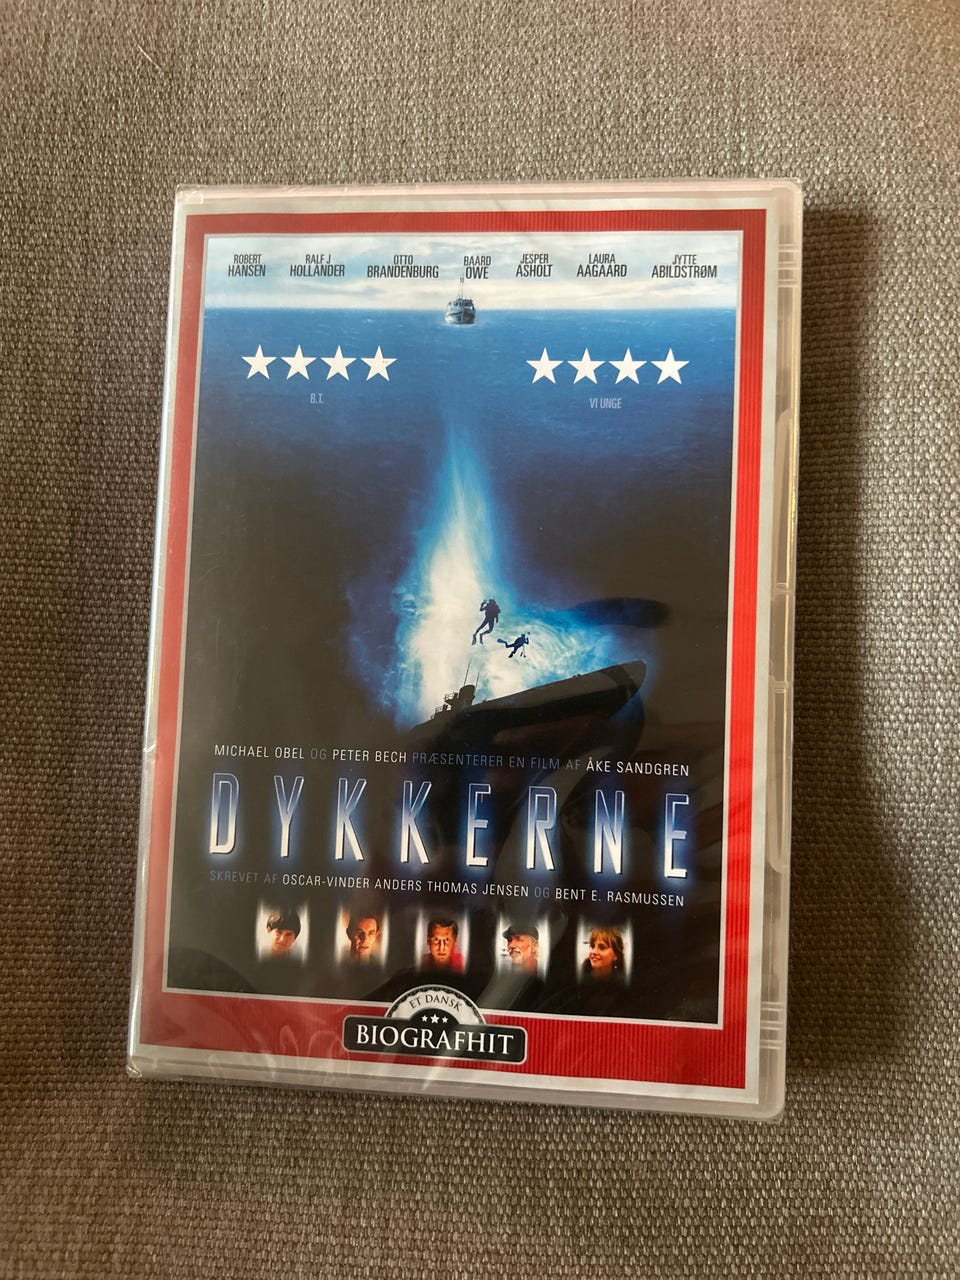 ROBERT HANSEN
RALF J HOLLANDER
OTTO BRANDENBURG
BAARD OWE
JESPER ASHOLT
LAURA AAGAARD
JYTTE ABILDSTRØM
B.T.
VI UNGE
MICHAEL OBEL OG PETER BECH PRÆSENTERER EN FILM AF ÅKE SANDGREN
DYKKERNE
SKREVET AF OSCAR-VINDER ANDERS THOMAS JENSEN OG BENT E. RASMUSSEN
ET DANSK
BIOGRAFHIT